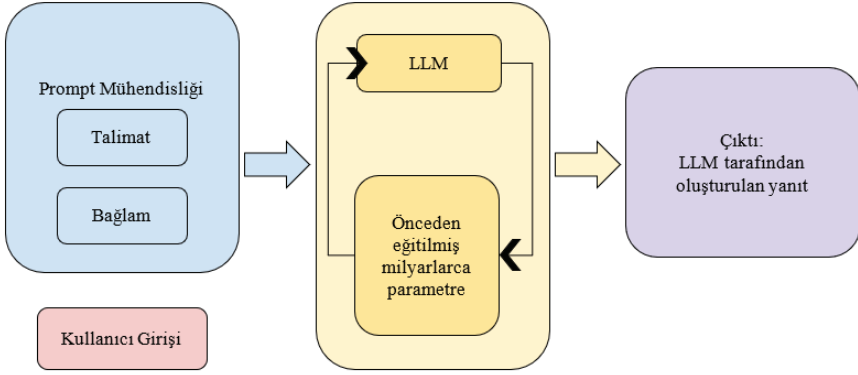 Prompt Mühendisliği
Talimat
Bağlam
Kullanıcı Girişi
LLM
Önceden
eğitilmiş
milyarlarca
parametre
Çıktı:
LLM tarafından
oluşturulan yanıt